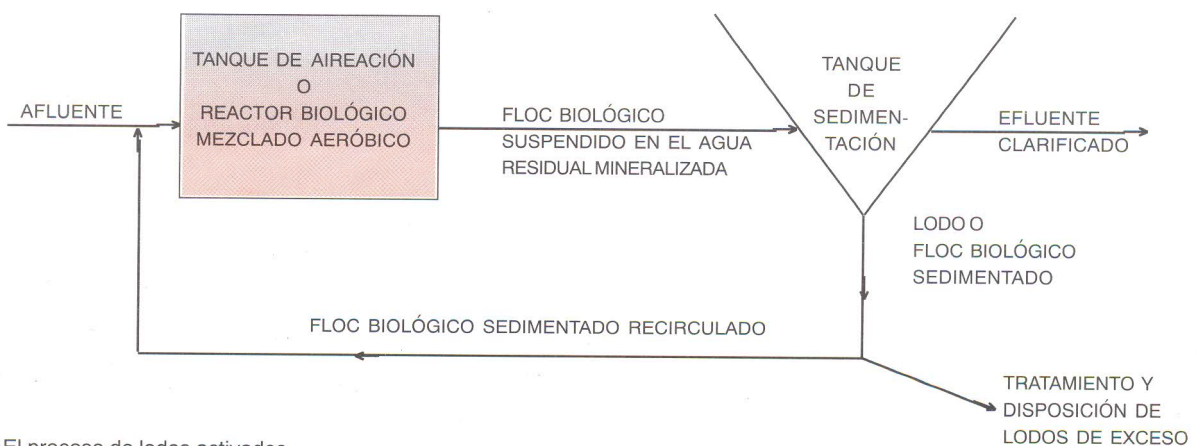 TANQUE DE AIREACIÓN
O
REACTOR BIOLÓGICO
MEZCLADO AERÓBICO
AFLUENTE
FLOC BIOLÓGICO
SUSPENDIDO EN EL AGUA
RESIDUAL MINERALIZADA
TANQUE
DE
SEDIMEN-
TACIÓN
EFLUENTE
CLARIFICADO
LODO O
FLOC BIOLÓGICO
SEDIMENTADO
FLOC BIOLÓGICO SEDIMENTADO RECIRCULADO
TRATAMIENTO Y
DISPOSICIÓN DE
LODOS DE EXCESO
El proceso de lodos activados